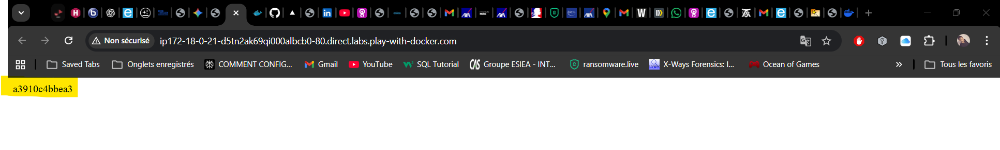 Non sécurisé
ip172-18-0-21-d5tn2ak69qi000albcb0-80.direct.labs.play-with-docker.com
Saved Tabs
Onglets enregistrés
COMMENT CONFIG...
Gmail
YouTube
SQL Tutorial
Groupe ESIEA - INT...
ransomware.live
X-Ways Forensics: I...
Ocean of Games
Tous les favoris
a3910c4bbea3